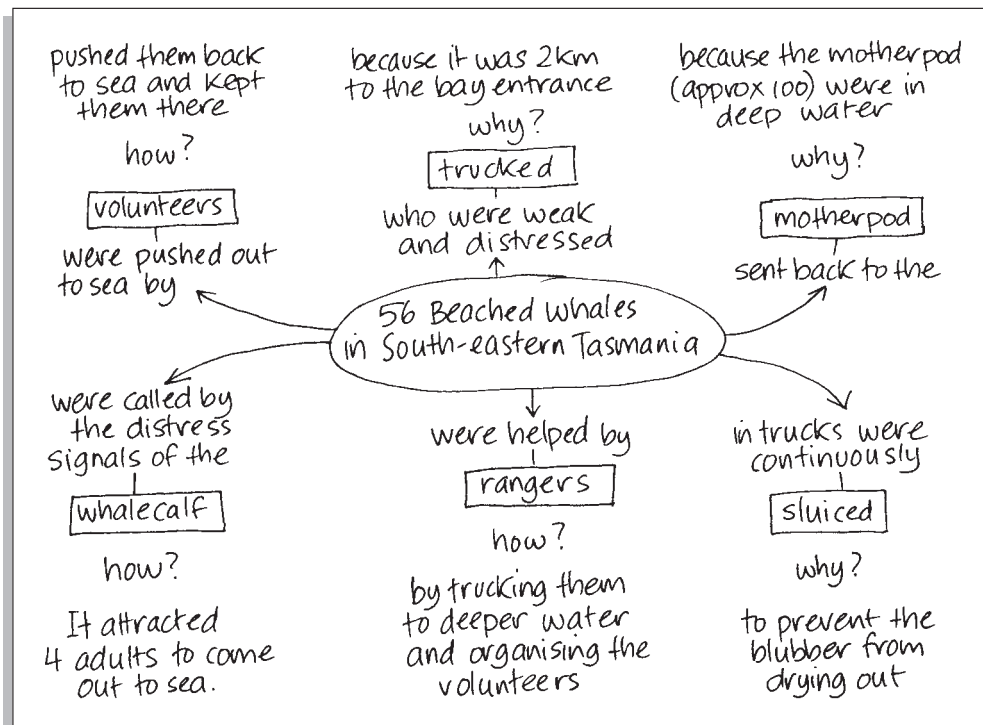 pushed them back
to sea and kept
them there
how?
volunteers
were pushed out
to sea by
because it was 2km
to the bay entrance
why?
trucked
who were weak
and distressed
because the motherpod
(approx 100) were in
deep water
why?
motherpod
sent back to the
56 Beached Whales
in South-eastern Tasmania
were called by
the distress
signals of the
whalecalf
how?
It attracted
4 adults to come
out to sea.
were helped by
rangers
how?
by trucking them
to deeper water
and organising the
volunteers
in trucks were
continuously
sluiced
why?
to prevent the
blubber from
drying out